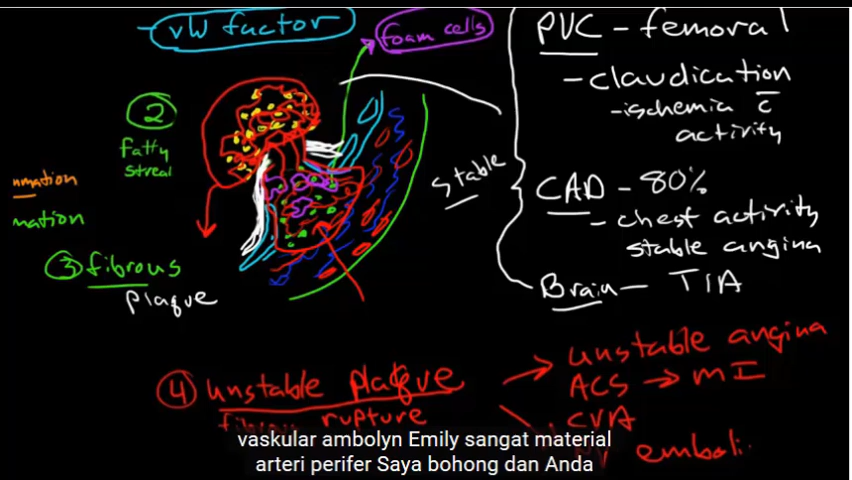 vW factor
foam cells
PVC - femoral
- claudication
- ischemia c̄
activity
2
fatty
streal
nmation
mation
stable
CAD - 80%
- chest activity
stable angina
3 fibrous
plaque
Brain - TIA
4 unstable plaque
rupture
unstable angina
ACS → MI
CVA
emboli
vaskular ambolyn Emily sangat material
arteri perifer Saya bohong dan Anda